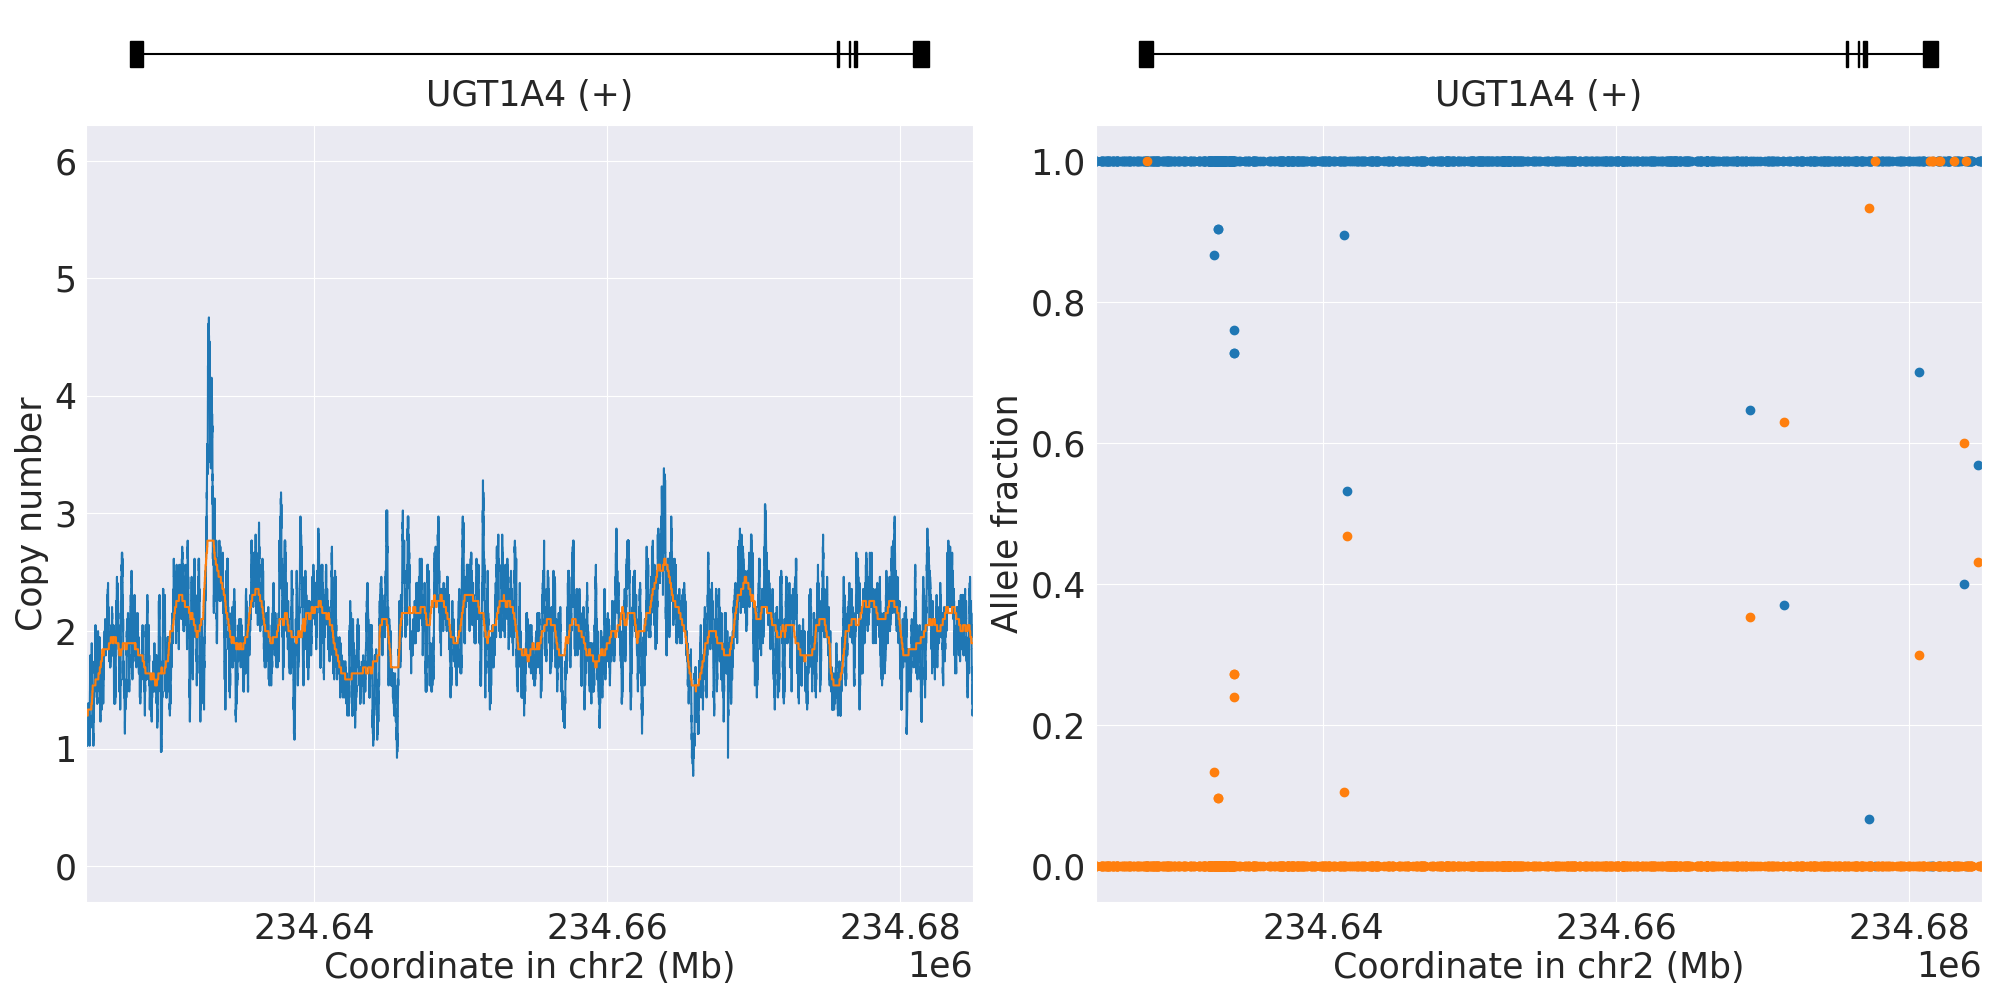 UGT1A4 (+)
6
5
4
3
2
1
0
Copy number
234.64
234.66
234.68
Coordinate in chr2 (Mb)
1e6
UGT1A4 (+)
1.0
0.8
0.6
0.4
0.2
0.0
Allele fraction
234.64
234.66
234.68
Coordinate in chr2 (Mb)
1e6